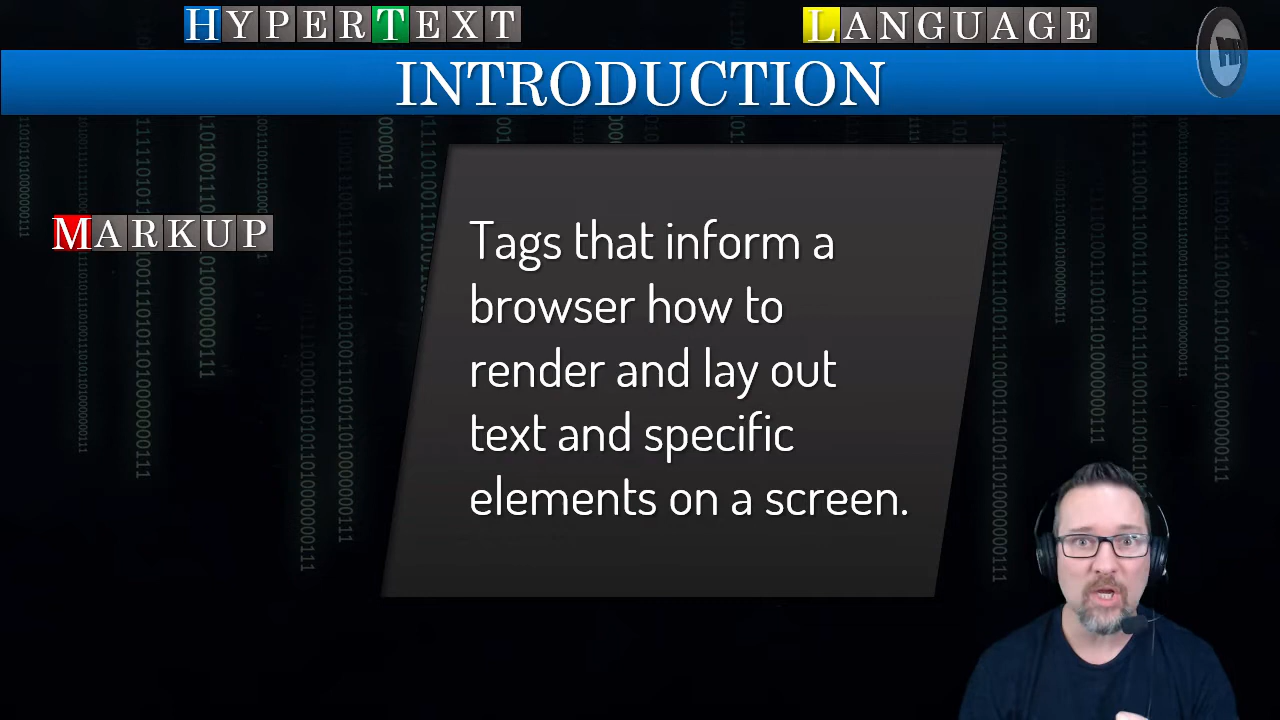 HYPERTEXT LANGUAGE
INTRODUCTION
MARKUP
Tags that inform a
browser how to
render and lay out
text and specific
elements on a screen.